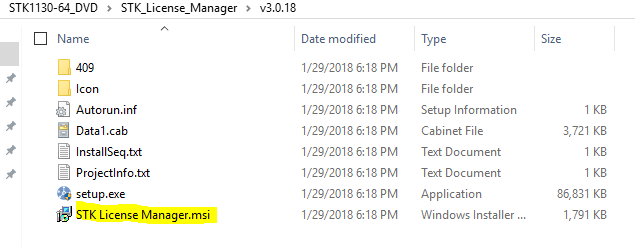 STK1130-64_DVD > STK_License_Manager > v3.0.18
Name Date modified Type Size
409 1/29/2018 6:18 PM File folder
Icon 1/29/2018 6:18 PM File folder
Autorun.inf 1/29/2018 6:18 PM Setup Information 1 KB
Data1.cab 1/29/2018 6:18 PM Cabinet File 3,721 KB
InstallSeq.txt 1/29/2018 6:18 PM Text Document 1 KB
ProjectInfo.txt 1/29/2018 6:18 PM Text Document 1 KB
setup.exe 1/29/2018 6:18 PM Application 86,831 KB
STK License Manager.msi 1/29/2018 6:18 PM Windows Installer ... 1,791 KB